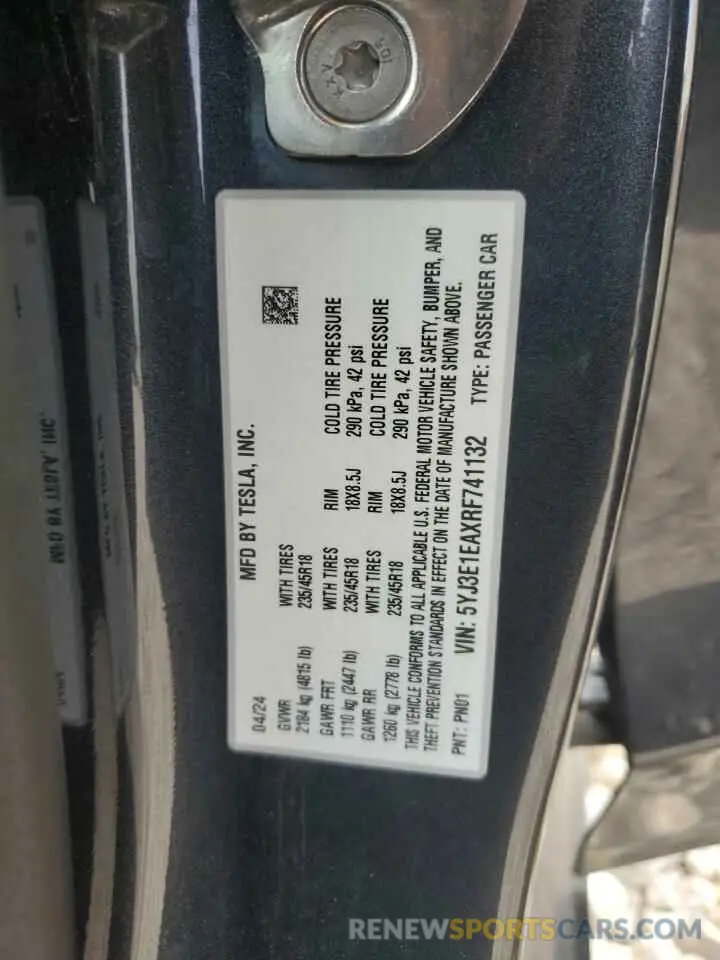 MFD BY TESLA, INC.
04/24
GVWR WITH TIRES
2184 kg (4815 lb) 235/45R18
GAWR FRT WITH TIRES RIM COLD TIRE PRESSURE
1110 kg (2447 lb) 235/45R18 18X8.5J 290 kPa, 42 psi
GAWR RR WITH TIRES RIM COLD TIRE PRESSURE
1260 kg (2778 lb) 235/45R18 18X8.5J 290 kPa, 42 psi
THIS VEHICLE CONFORMS TO ALL APPLICABLE U.S. FEDERAL MOTOR VEHICLE SAFETY, BUMPER, AND
THEFT PREVENTION STANDARDS IN EFFECT ON THE DATE OF MANUFACTURE SHOWN ABOVE.
PNT: PN01 VIN: 5YJ3E1EAXRF741132 TYPE: PASSENGER CAR
RENEWSPORTSCARS.COM